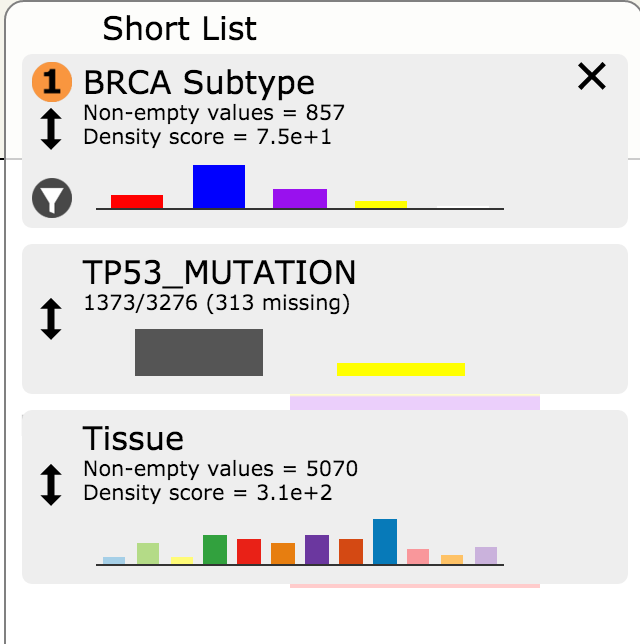 Short List
1 BRCA Subtype
Non-empty values = 857
Density score = 7.5e+1
TP53_MUTATION
1373/3276 (313 missing)
Tissue
Non-empty values = 5070
Density score = 3.1e+2